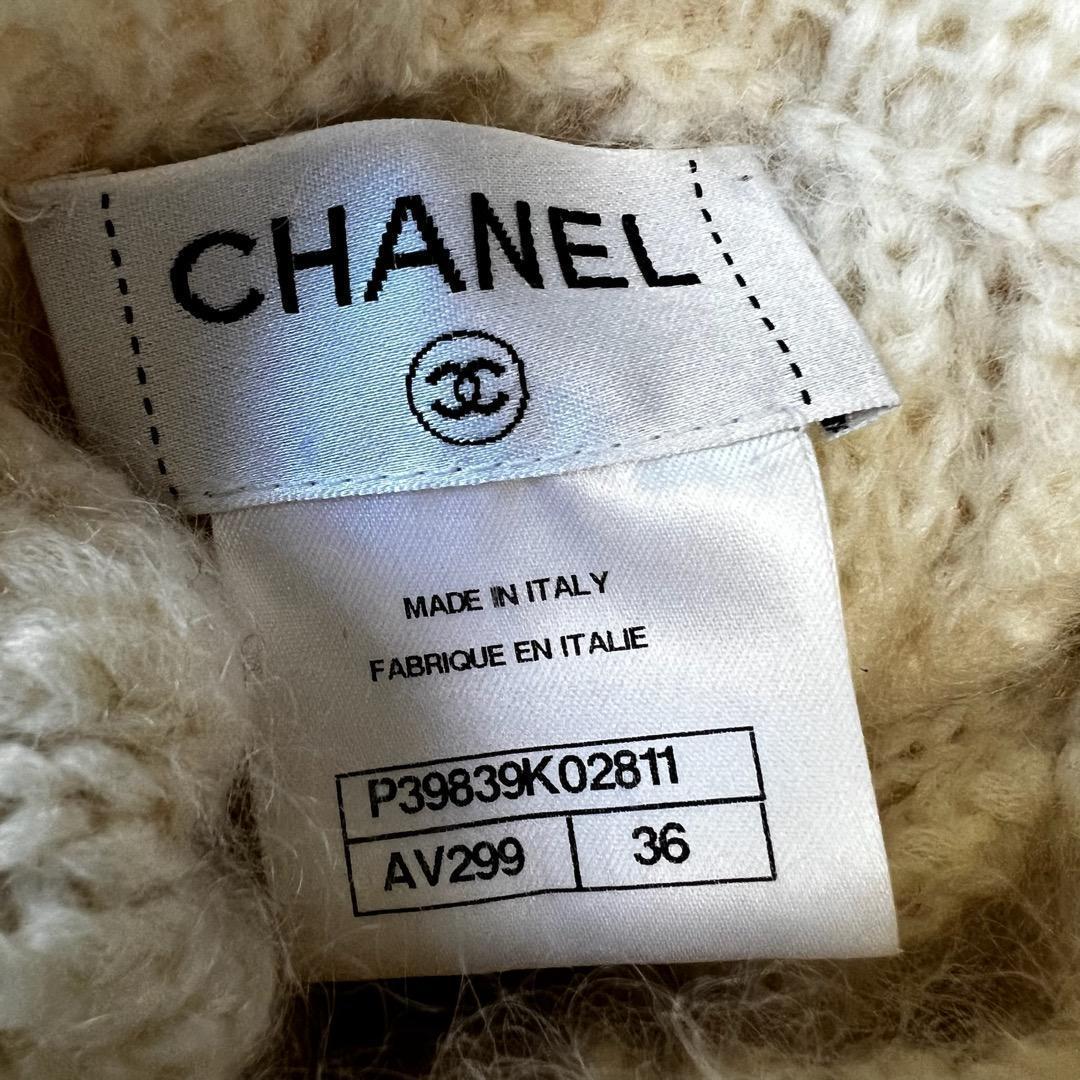 CHANEL
MADE IN ITALY
FABRIQUE EN ITALIE
P39839K02811
AV299 36